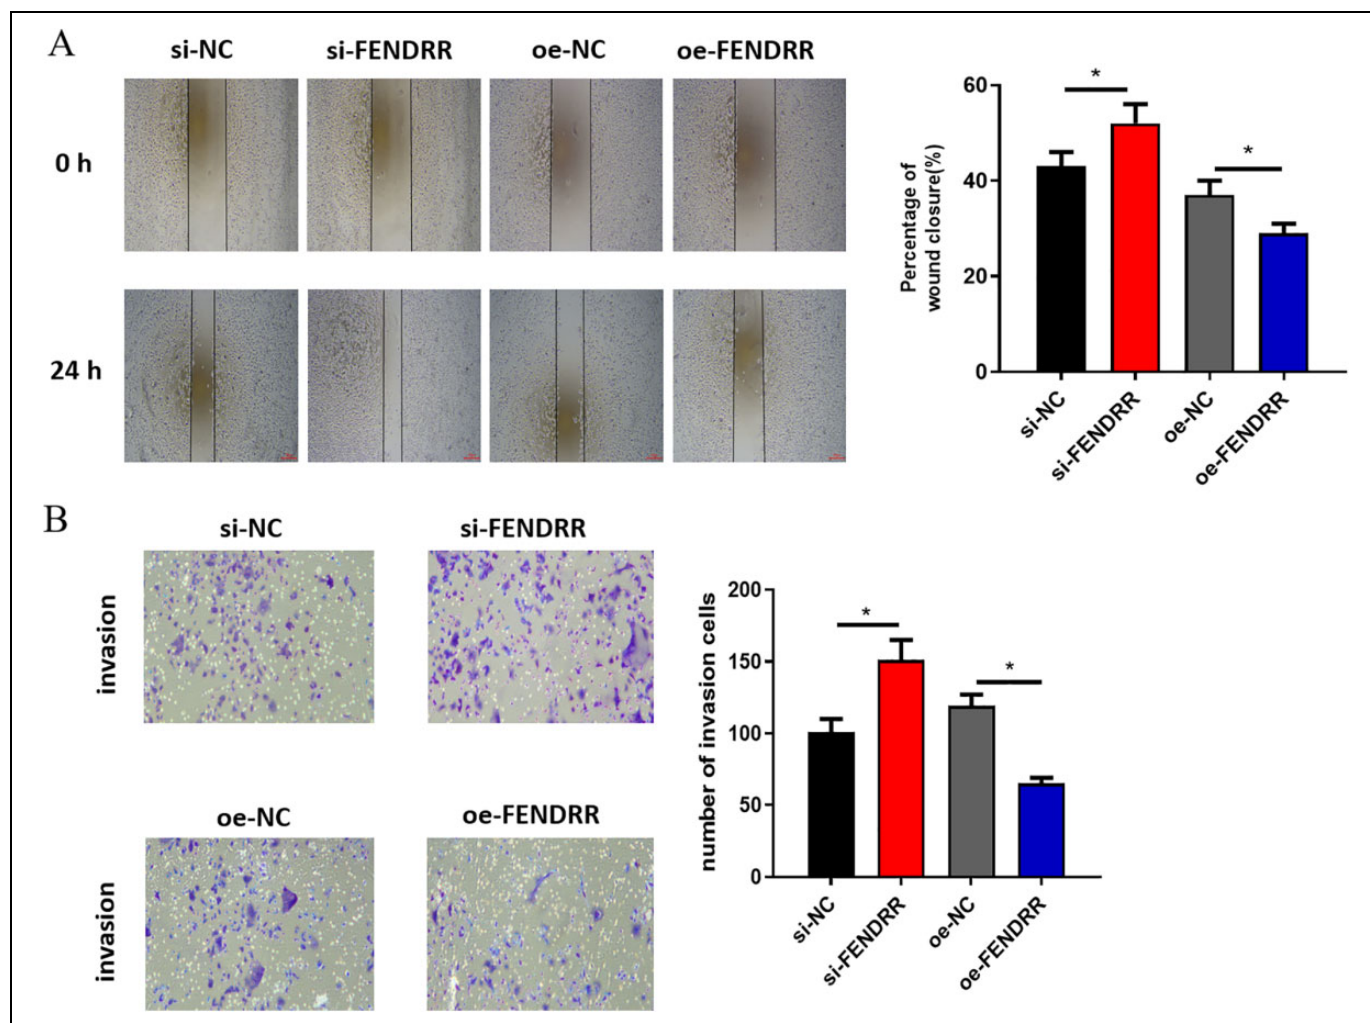 A
si-NC si-FENDRR oe-NC oe-FENDRR
0 h
24 h
Percentage of
wound closure(%)
60
40
20
0
*
*
si-NC
si-FENDRR
oe-NC
oe-FENDRR
B
si-NC si-FENDRR
invasion
oe-NC oe-FENDRR
invasion
number of invasion cells
200
150
100
50
0
*
*
si-NC
si-FENDRR
oe-NC
oe-FENDRR